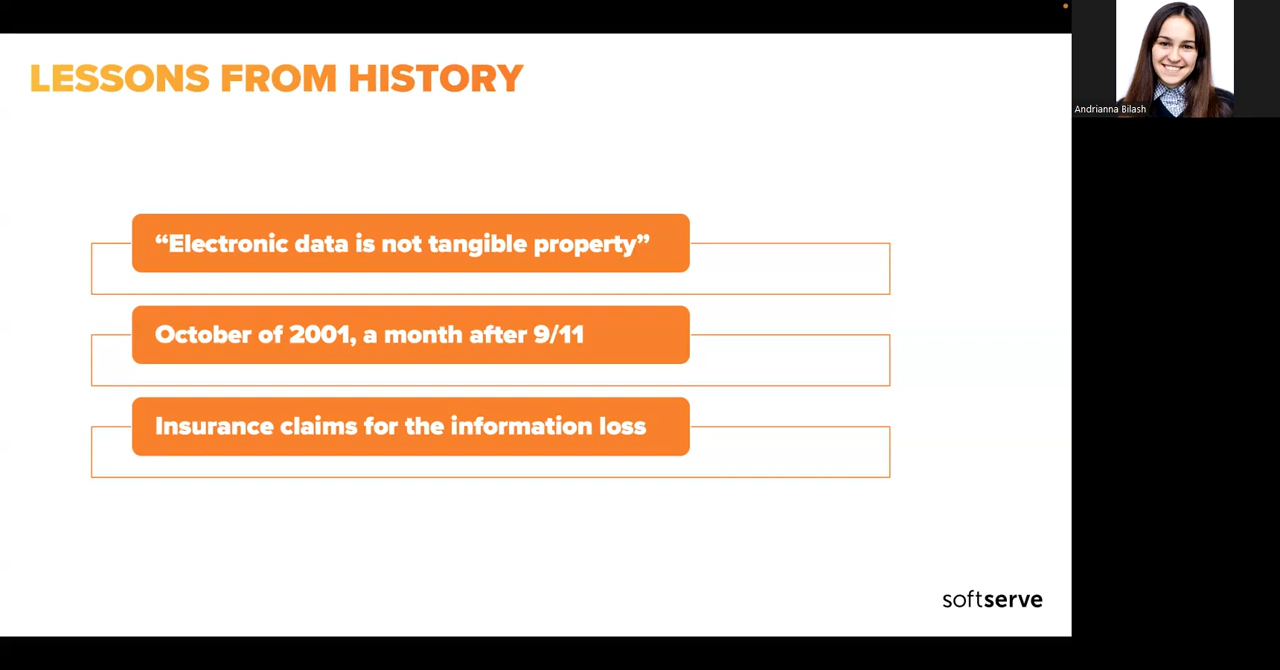 LESSONS FROM HISTORY
Andrianna Bilash
“Electronic data is not tangible property”
October of 2001, a month after 9/11
Insurance claims for the information loss
softserve